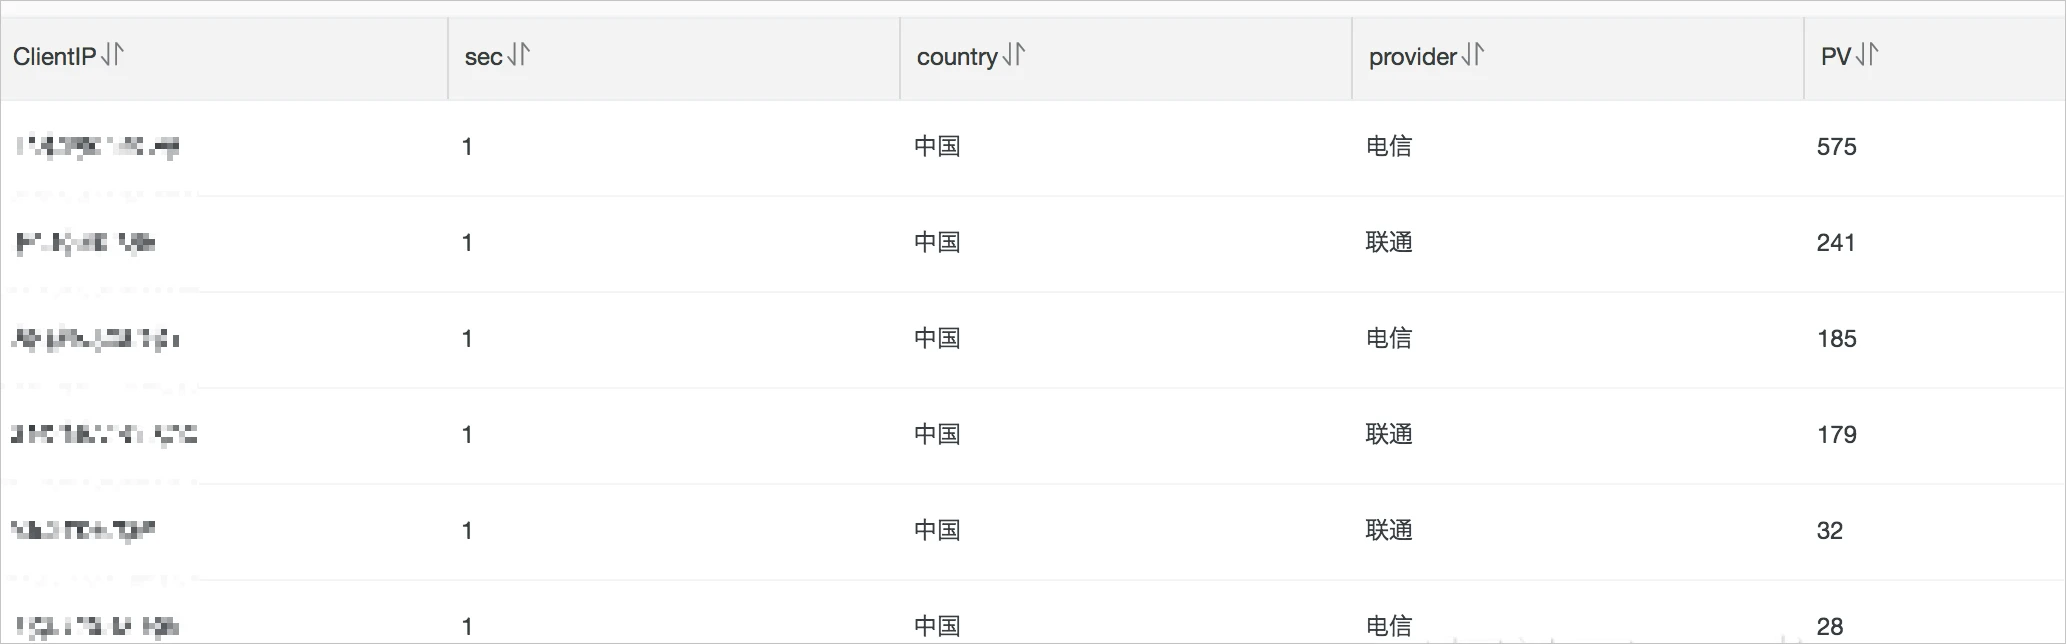 ClientIP sec country provider PV
1 中国 电信 575
1 中国 联通 241
1 中国 电信 185
1 中国 联通 179
1 中国 联通 32
1 中国 电信 28